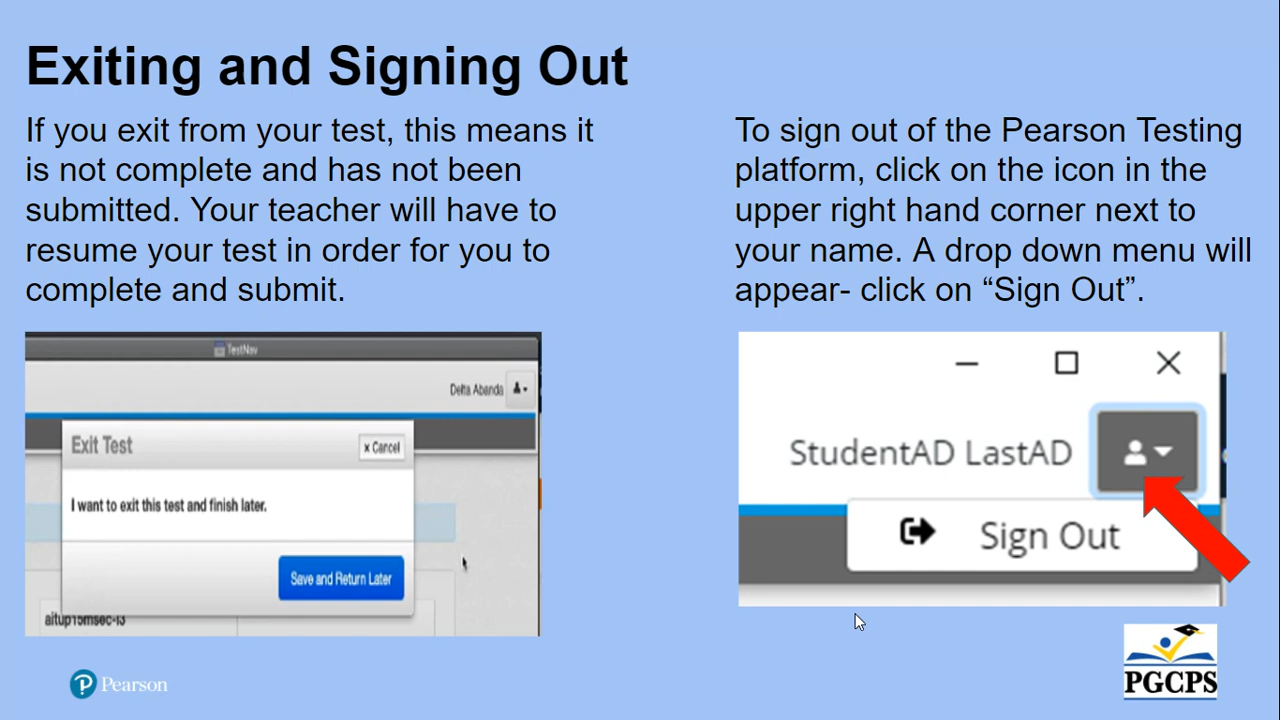 Exiting and Signing Out
If you exit from your test, this means it
is not complete and has not been
submitted. Your teacher will have to
resume your test in order for you to
complete and submit.
To sign out of the Pearson Testing
platform, click on the icon in the
upper right hand corner next to
your name. A drop down menu will
appear- click on “Sign Out”.
TestNav
Delta Abanda
Exit Test
x Cancel
I want to exit this test and finish later.
Save and Return Later
StudentAD LastAD
Sign Out
Pearson
PGCPS